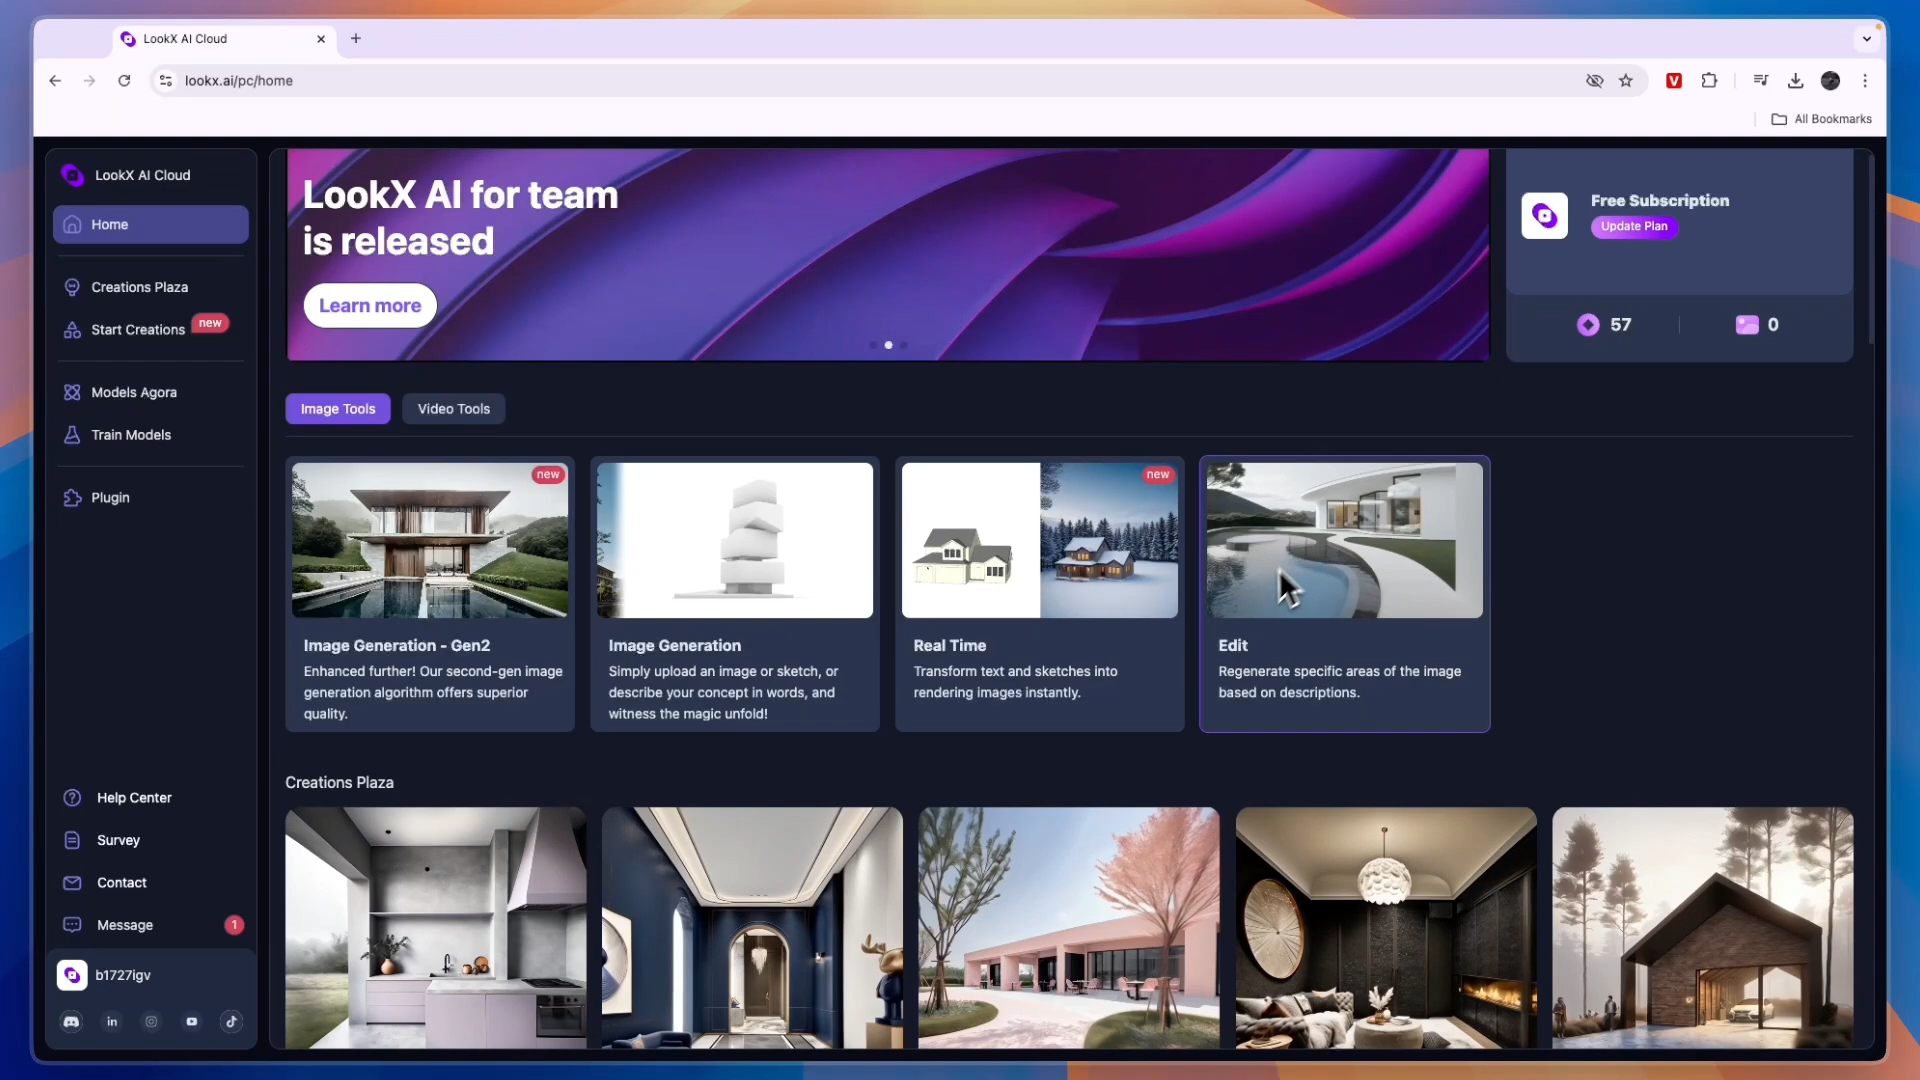 LookX AI Cloud
lookx.ai/pc/home
V
All Bookmarks
LookX AI Cloud
Home
Creations Plaza
Start Creations
new
Models Agora
Train Models
Plugin
Help Center
Survey
Contact
Message
1
b1727igv
in
LookX AI for team
is released
Learn more
Free Subscription
Update Plan
57
0
Image Tools
Video Tools
new
Image Generation - Gen2
Enhanced further! Our second-gen image
generation algorithm offers superior
quality.
Image Generation
Simply upload an image or sketch, or
describe your concept in words, and
witness the magic unfold!
new
Real Time
Transform text and sketches into
rendering images instantly.
Edit
Regenerate specific areas of the image
based on descriptions.
Creations Plaza